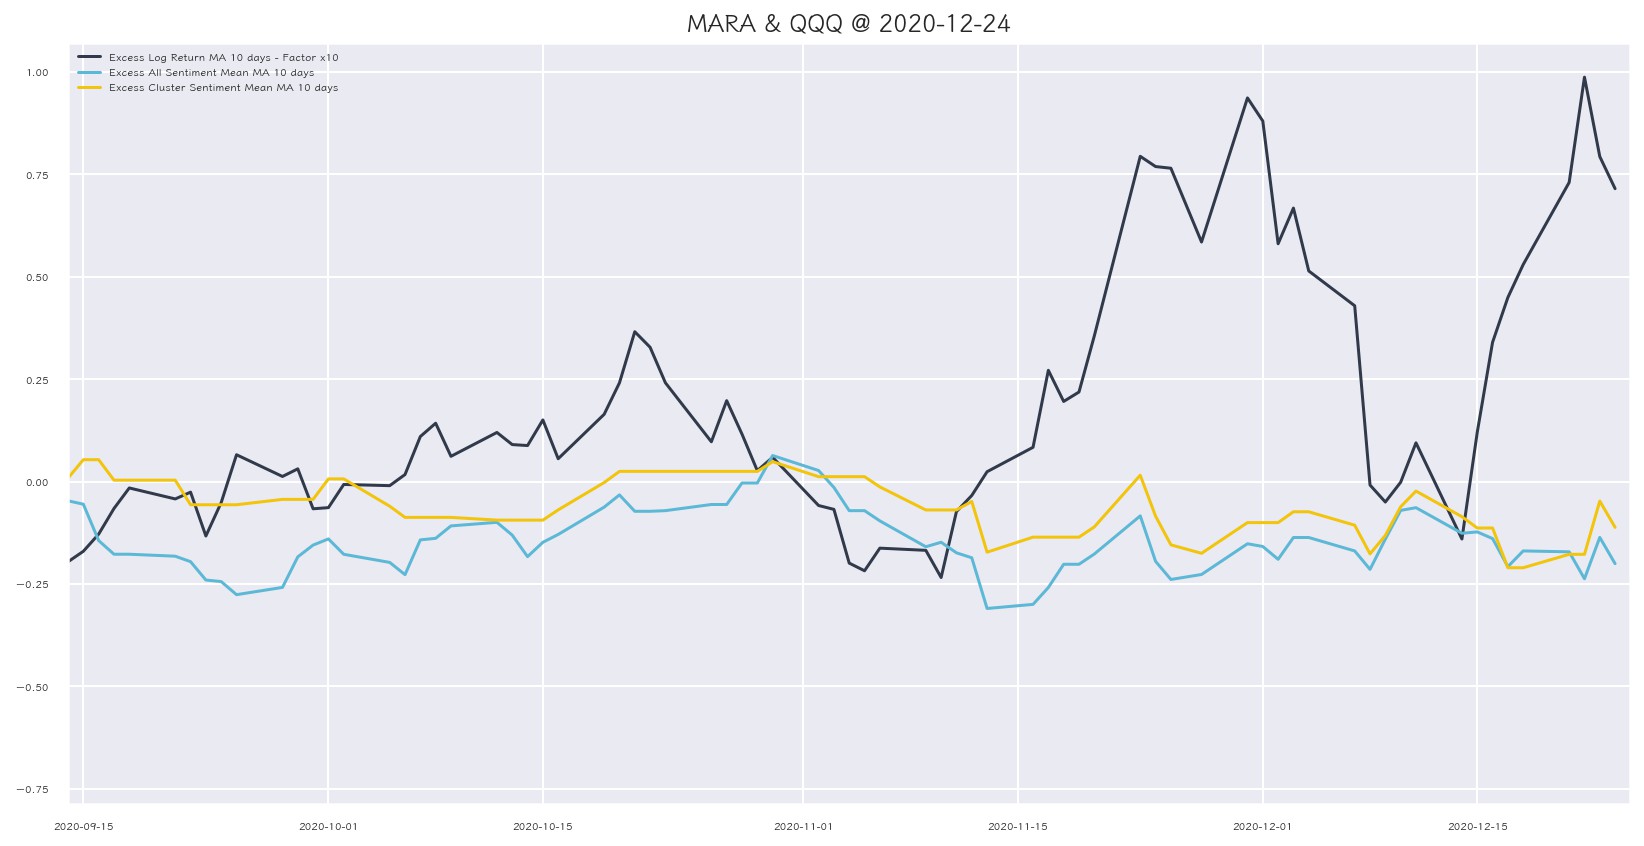 MARA & QQQ @ 2020-12-24
Excess Log Return MA 10 days - Factor x10
Excess All Sentiment Mean MA 10 days
Excess Cluster Sentiment Mean MA 10 days
1.00
0.75
0.50
0.25
0.00
−0.25
−0.50
−0.75
2020-09-15 2020-10-01 2020-10-15 2020-11-01 2020-11-15 2020-12-01 2020-12-15